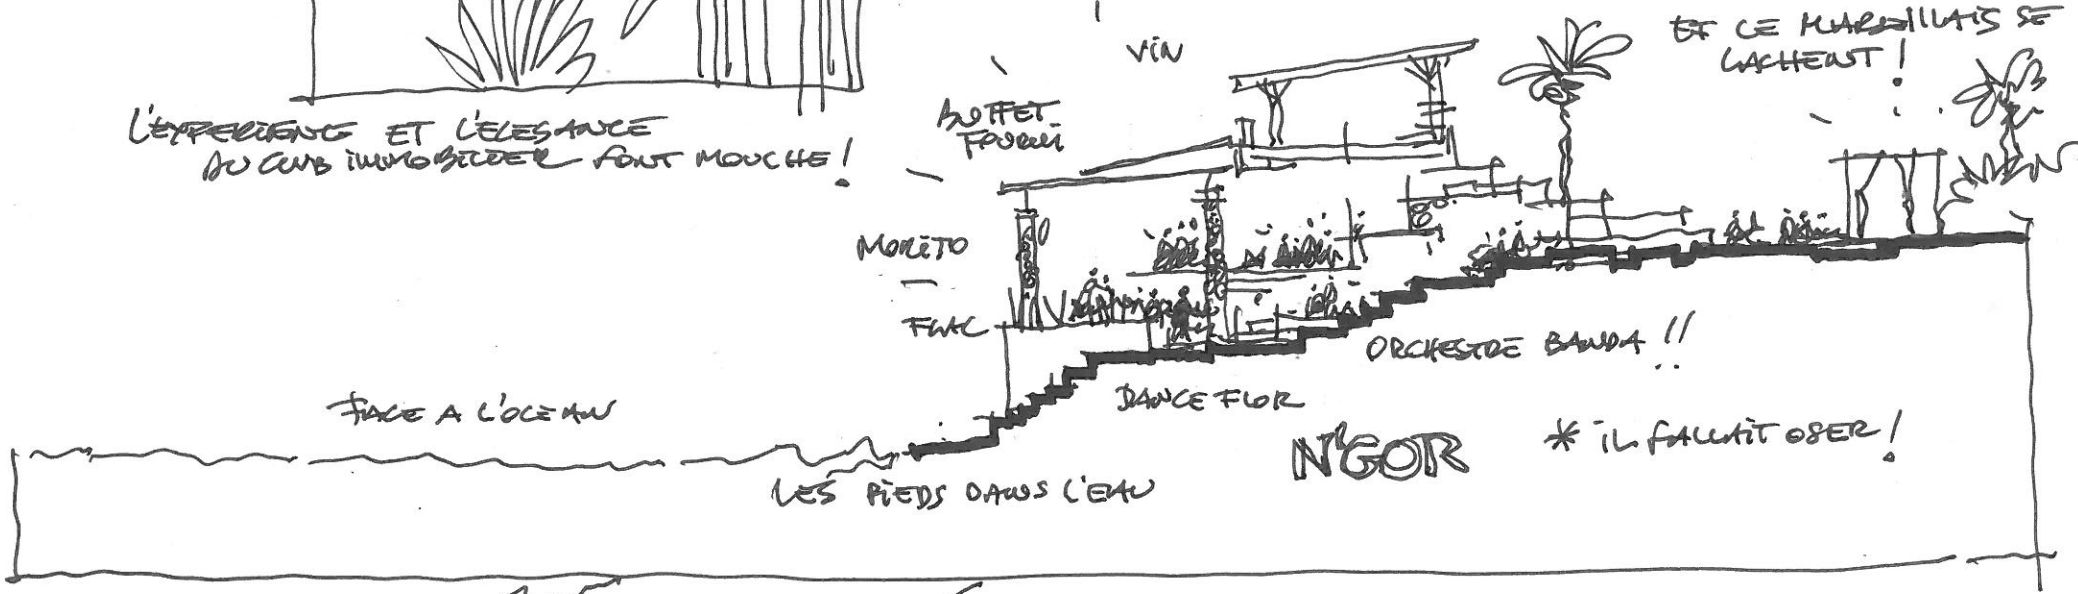 VIN
ET CE MARSEILLAIS SE
LACHENT !
L'EXPERIENCE ET L'ELEGANCE
DU CLUB IMMOBILIER FONT MOUCHE !
BUFFET
FOURNI
MORITO
FLAC
ORCHESTRE BANDA !!
FACE A L'OCEAN
DANCE FLOR
N'GOR
* IL FALLAIT OSER !
LES PIEDS DANS L'EAU